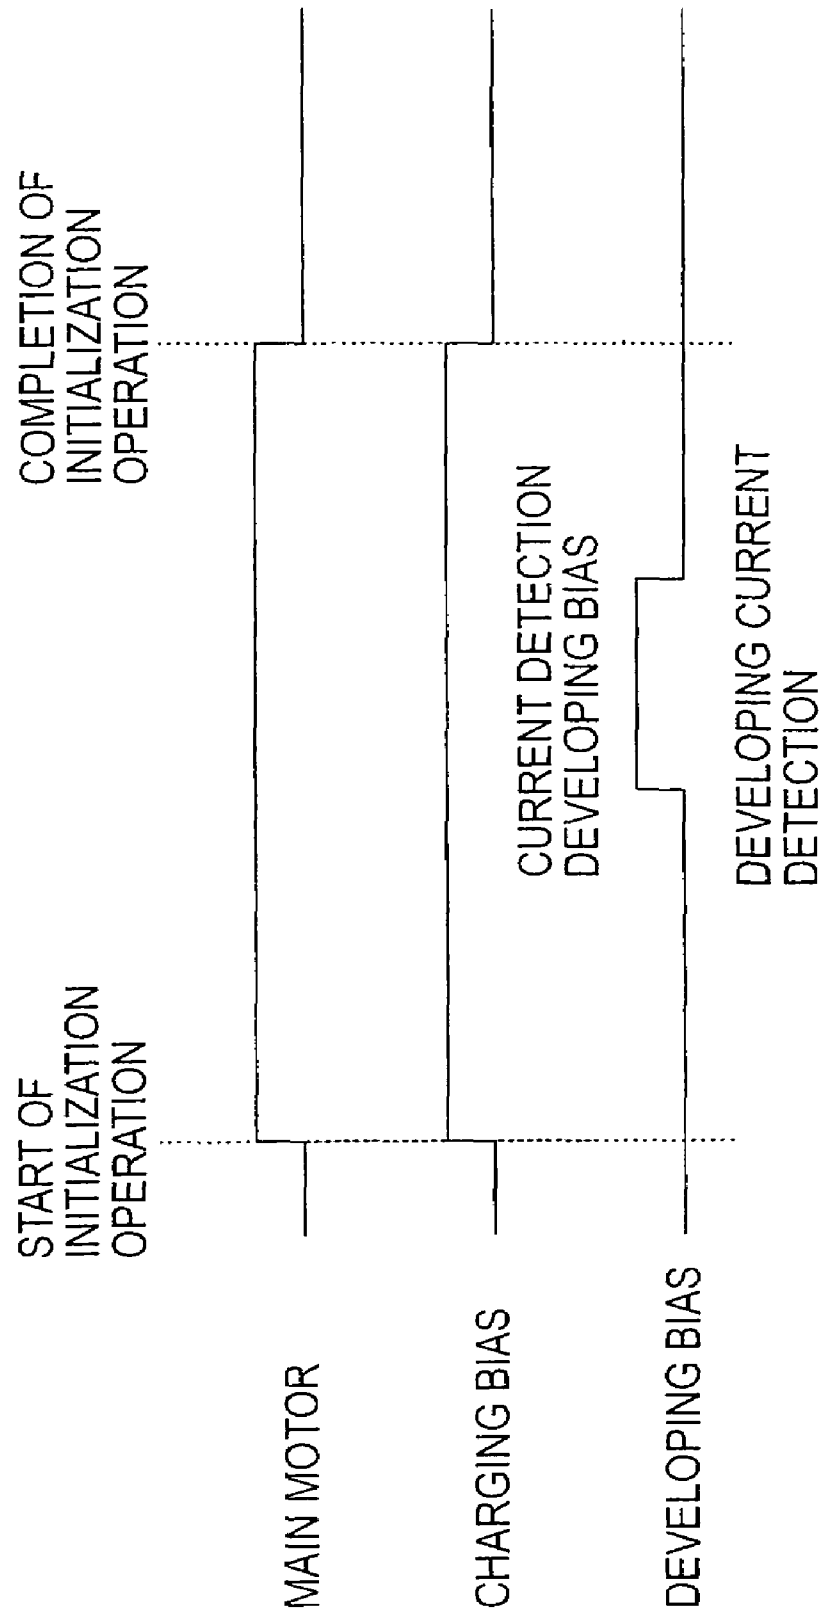 START OF
INITIALIZATION
OPERATION
COMPLETION OF
INITIALIZATION
OPERATION
MAIN MOTOR
CHARGING BIAS
CURRENT DETECTION
DEVELOPING BIAS
DEVELOPING BIAS
DEVELOPING CURRENT
DETECTION